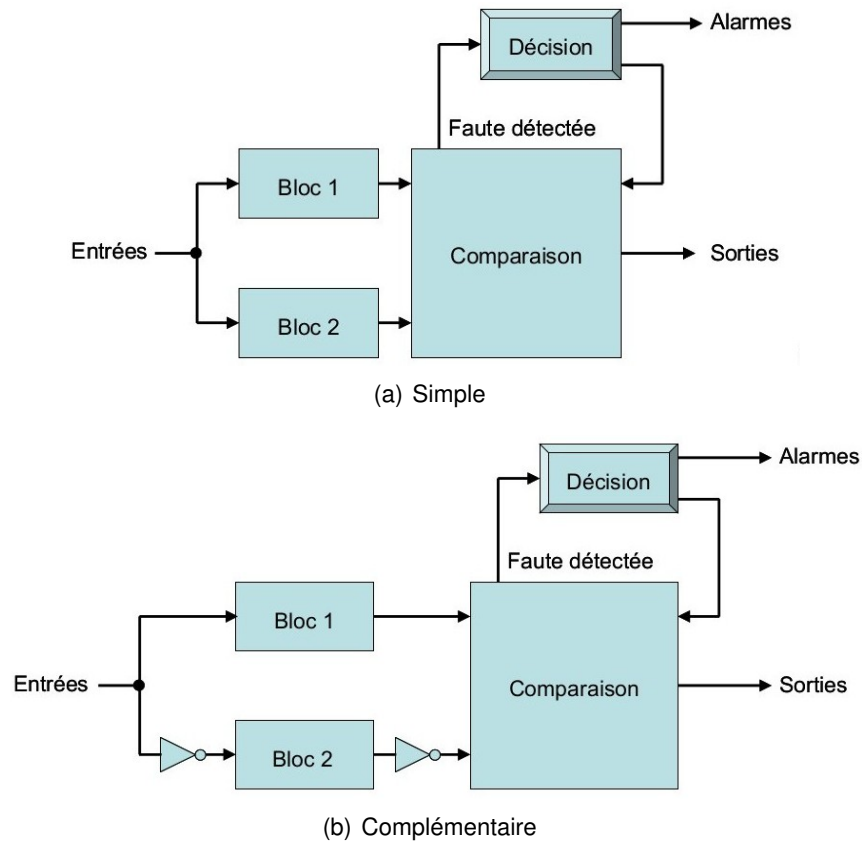 Décision
Alarmes
Faute détectée
Bloc 1
Entrées
Comparaison
Sorties
Bloc 2
(a) Simple
Décision
Alarmes
Faute détectée
Bloc 1
Entrées
Comparaison
Sorties
Bloc 2
(b) Complémentaire